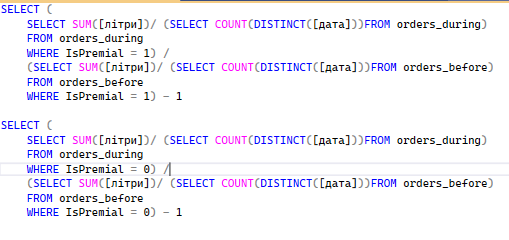 SELECT (
SELECT SUM([літри])/ (SELECT COUNT(DISTINCT([дата]))FROM orders_during)
FROM orders_during
WHERE IsPremial = 1) /
(SELECT SUM([літри])/ (SELECT COUNT(DISTINCT([дата]))FROM orders_before)
FROM orders_before
WHERE IsPremial = 1) - 1
SELECT (
SELECT SUM([літри])/ (SELECT COUNT(DISTINCT([дата]))FROM orders_during)
FROM orders_during
WHERE IsPremial = 0) /
(SELECT SUM([літри])/ (SELECT COUNT(DISTINCT([дата]))FROM orders_before)
FROM orders_before
WHERE IsPremial = 0) - 1